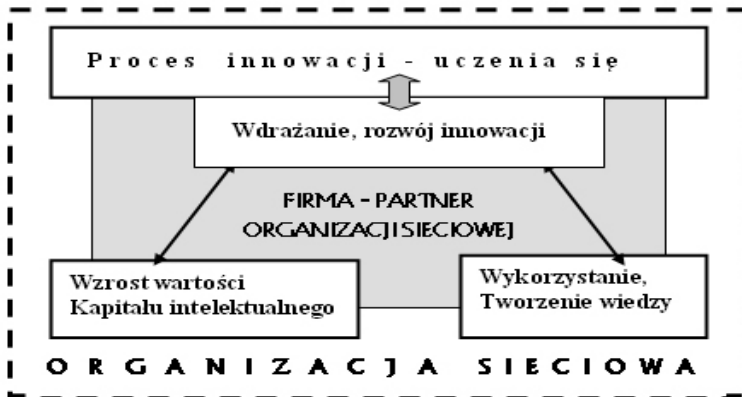 Proces innowacji - uczenia się
Wdrażanie, rozwój innowacji
FIRMA - PARTNER
ORGANIZACJI SIECIOWEJ
Wzrost wartości
Kapitału intelektualnego
Wykorzystanie,
Tworzenie wiedzy
ORGANIZACJA SIECIOWA